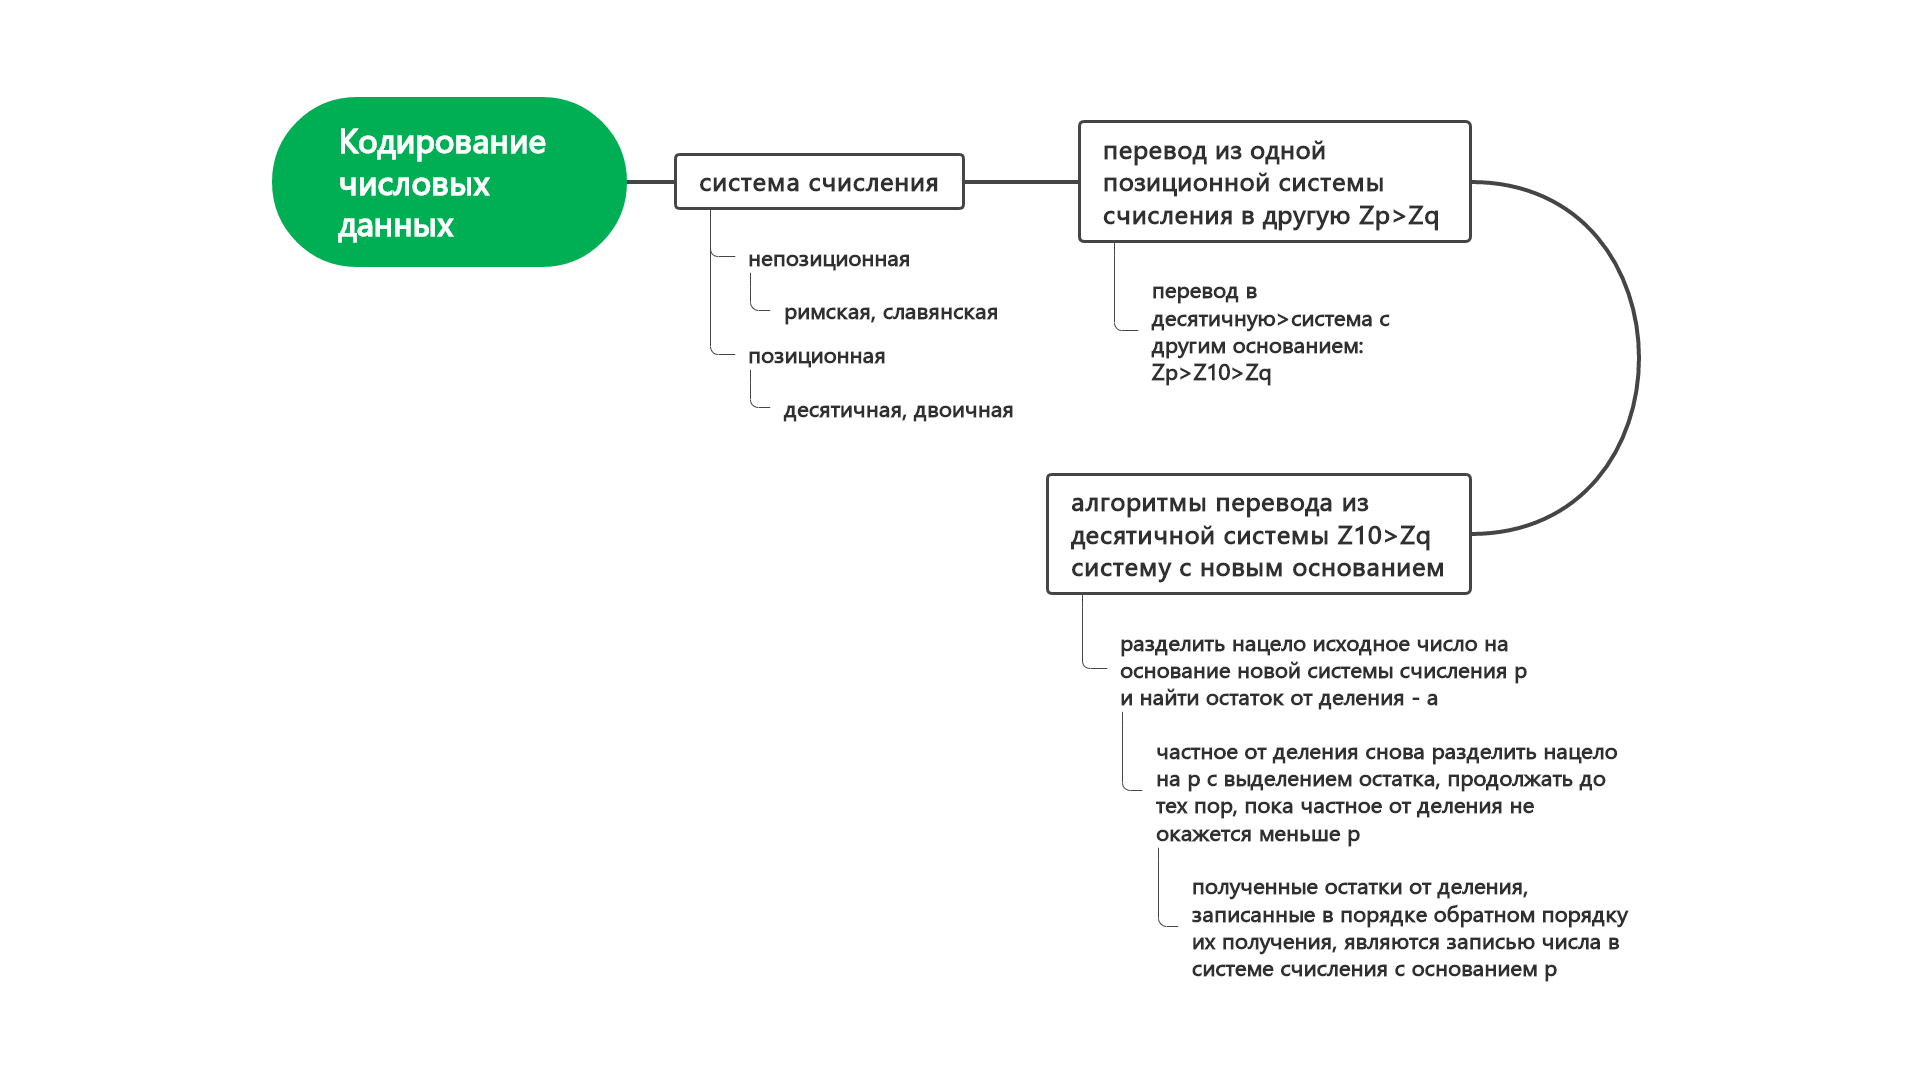 Кодирование
числовых
данных
система счисления
непозиционная
римская, славянская
позиционная
десятичная, двоичная
перевод из одной
позиционной системы
счисления в другую Zp>Zq
перевод в
десятичную>система с
другим основанием:
Zp>Z10>Zq
алгоритмы перевода из
десятичной системы Z10>Zq
систему с новым основанием
разделить нацело исходное число на
основание новой системы счисления p
и найти остаток от деления - a
частное от деления снова разделить нацело
на p с выделением остатка, продолжать до
тех пор, пока частное от деления не
окажется меньше p
полученные остатки от деления,
записанные в порядке обратном порядку
их получения, являются записью числа в
системе счисления с основанием p